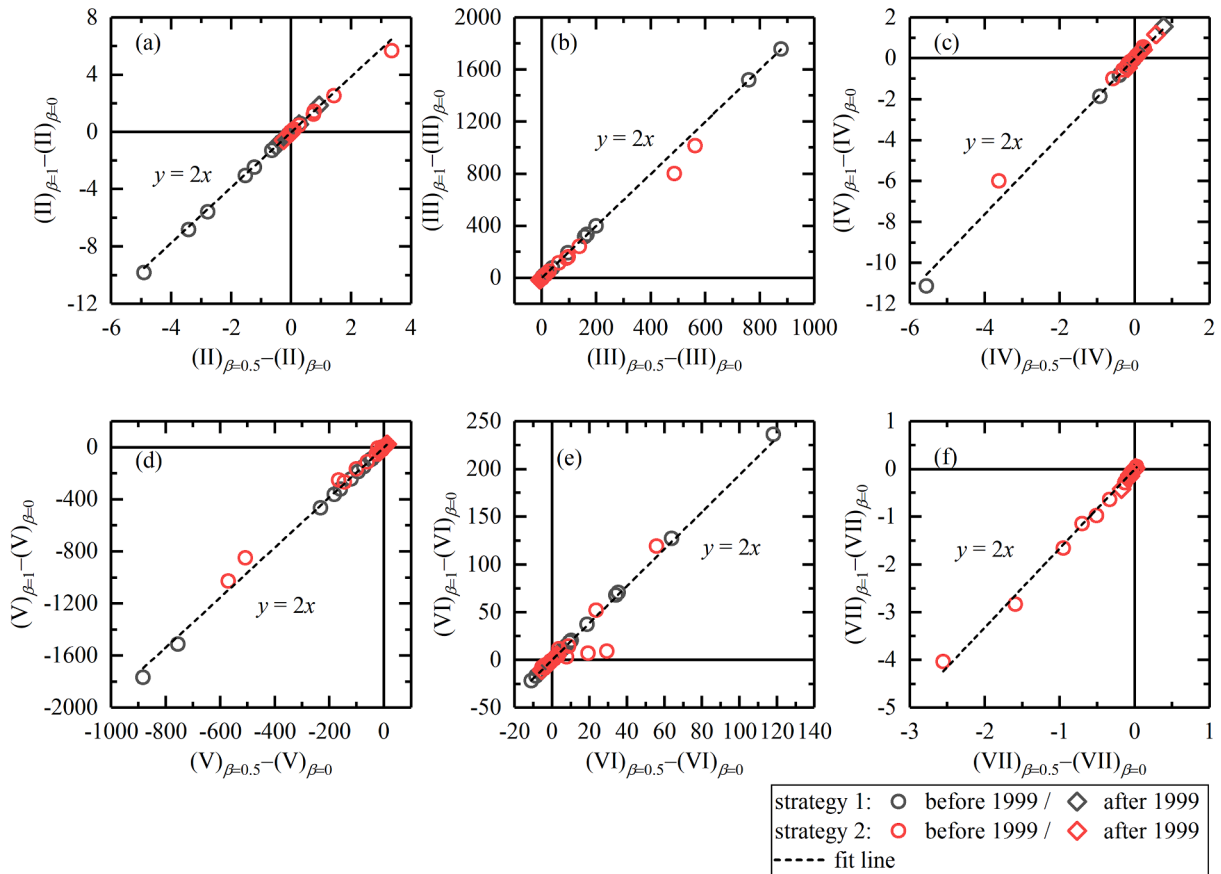 (a)
(II)β=1−(II)β=0
8
4
0
-4
-8
-12
y = 2x
-6 -4 -2 0 2 4
(II)β=0.5−(II)β=0
(b)
(III)β=1−(III)β=0
2000
1600
1200
800
400
0
y = 2x
0 200 400 600 800 1000
(III)β=0.5−(III)β=0
(c)
(IV)β=1−(IV)β=0
2
0
-2
-4
-6
-8
-10
-12
y = 2x
-6 -4 -2 0 2
(IV)β=0.5−(IV)β=0
(d)
(V)β=1−(V)β=0
0
-400
-800
-1200
-1600
-2000
y = 2x
-1000 -800 -600 -400 -200 0
(V)β=0.5−(V)β=0
(e)
(VI)β=1−(VI)β=0
250
200
150
100
50
0
-50
y = 2x
-20 0 20 40 60 80 100 120 140
(VI)β=0.5−(VI)β=0
(f)
(VII)β=1−(VII)β=0
1
0
-1
-2
-3
-4
-5
y = 2x
-3 -2 -1 0 1
(VII)β=0.5−(VII)β=0
strategy 1: before 1999 / after 1999
strategy 2: before 1999 / after 1999
fit line